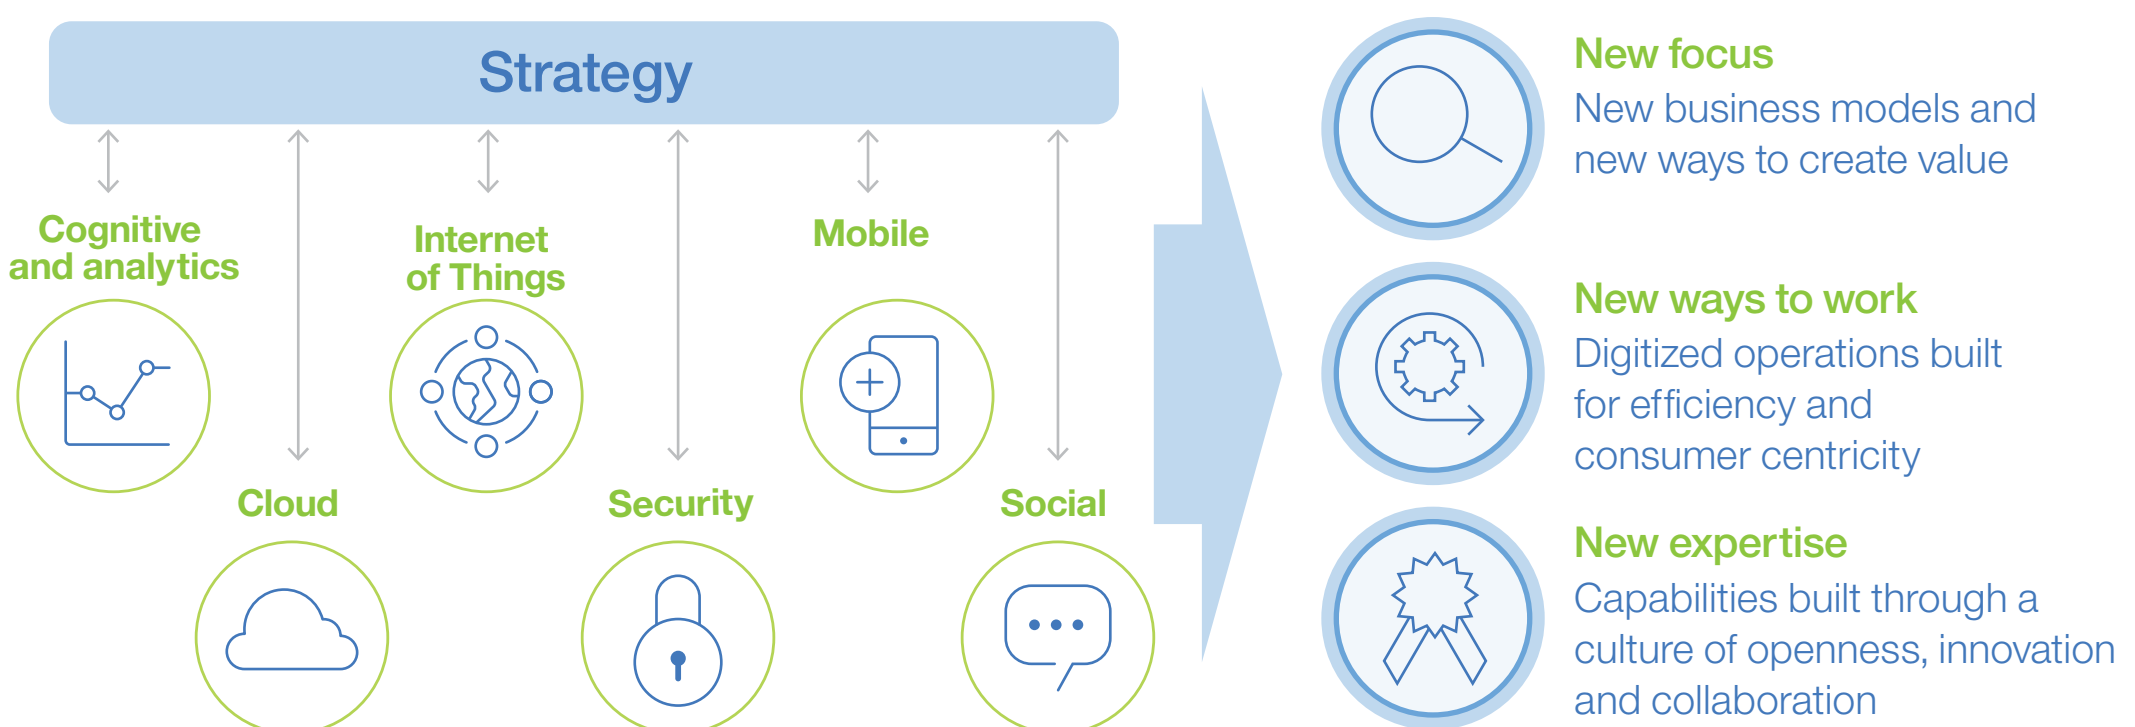 Strategy
Cognitive
and analytics
Internet
of Things
Mobile
Cloud
Security
Social
New focus
New business models and
new ways to create value
New ways to work
Digitized operations built
for efficiency and
consumer centricity
New expertise
Capabilities built through a
culture of openness, innovation
and collaboration